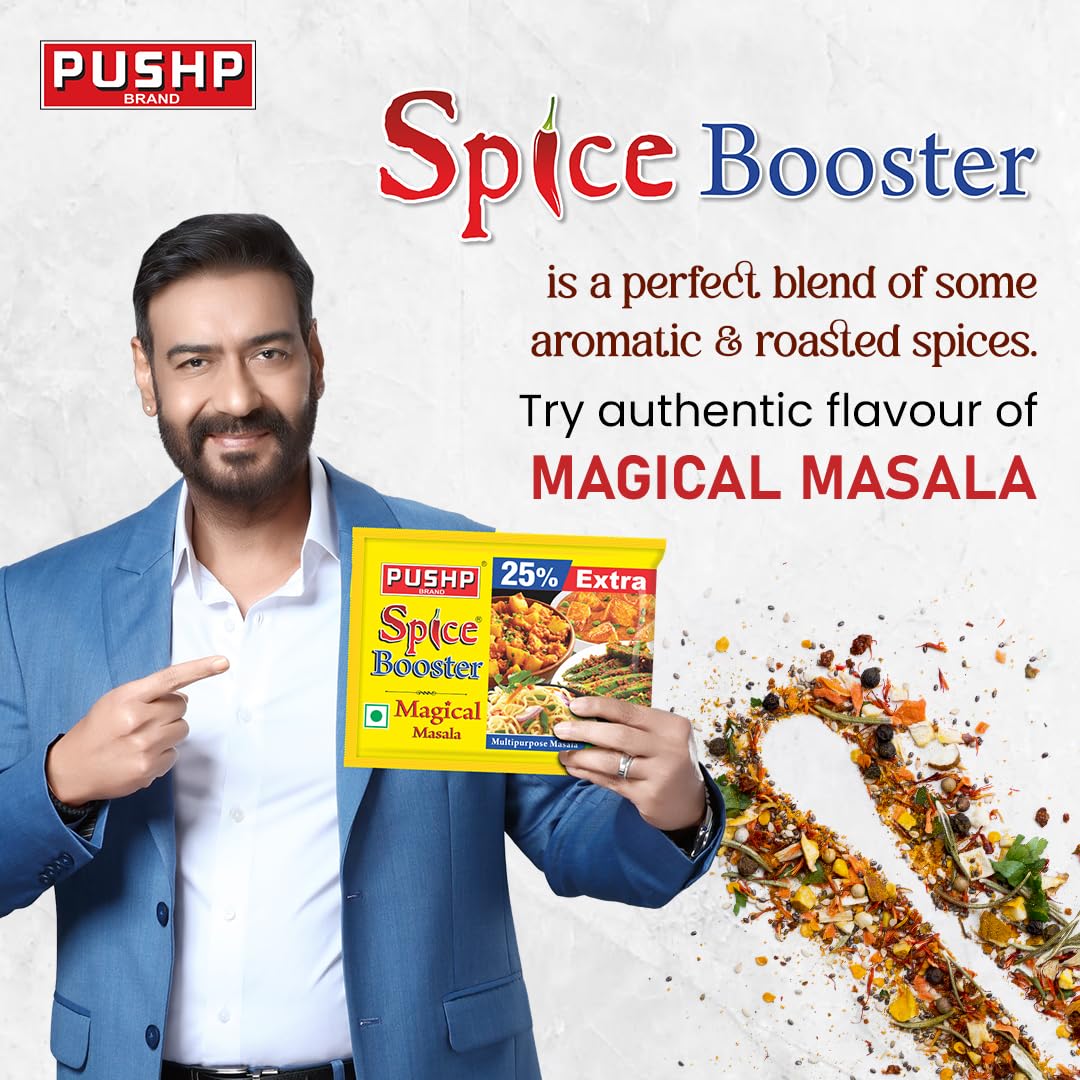 PUSHP
BRAND
Spice Booster
is a perfect blend of some
aromatic & roasted spices.
Try authentic flavour of
MAGICAL MASALA
PUSHP®
BRAND
25% Extra
Spice®
Booster
Magical
Masala
Multipurpose Masala